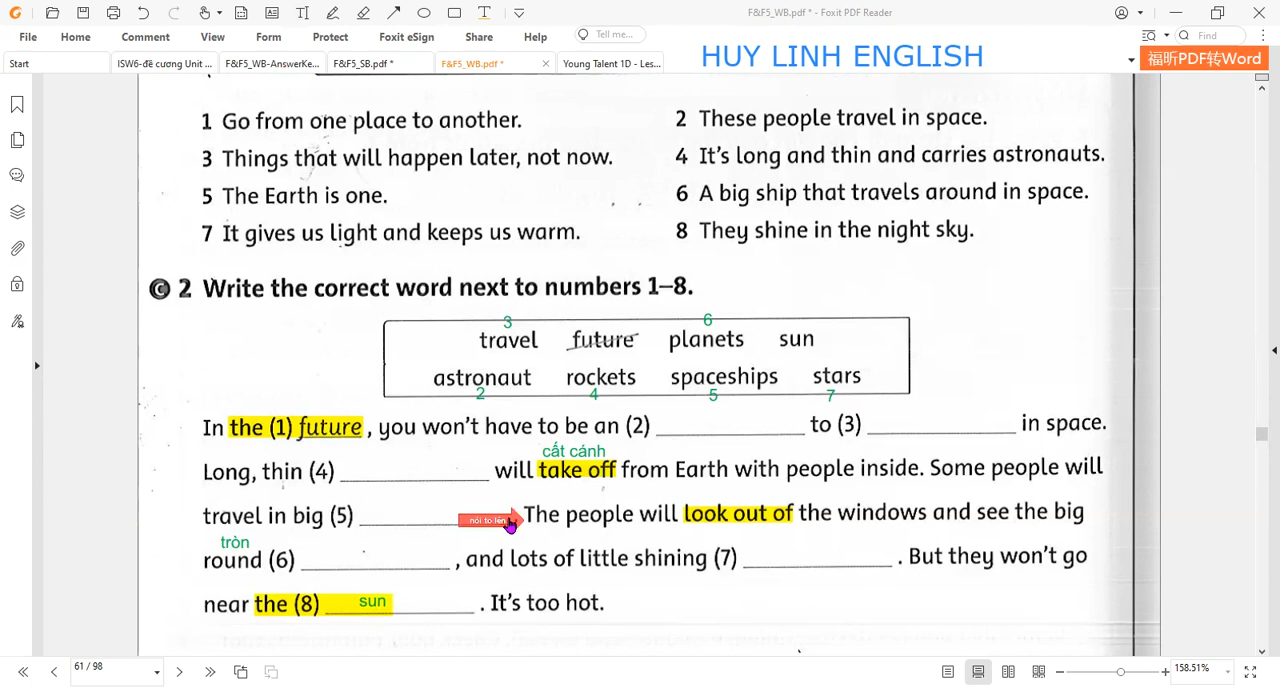 F&F5_WB.pdf * - Foxit PDF Reader
File Home Comment View Form Protect Foxit eSign Share Help Tell me... Find
Start ISW6-đề cương Unit ... F&F5_WB-AnswerKe... F&F5_SB.pdf * F&F5_WB.pdf * Young Talent 1D - Les...
HUY LINH ENGLISH
福昕PDF转Word
1 Go from one place to another.
2 These people travel in space.
3 Things that will happen later, not now.
4 It's long and thin and carries astronauts.
5 The Earth is one.
6 A big ship that travels around in space.
7 It gives us light and keeps us warm.
8 They shine in the night sky.
C 2 Write the correct word next to numbers 1–8.
3 6
travel future planets sun
astronaut rockets spaceships stars
2 4 5 7
In the (1) future, you won't have to be an (2) ____________ to (3) ____________ in space.
cất cánh
Long, thin (4) ____________ will take off from Earth with people inside. Some people will
travel in big (5) ____________ nói to lên The people will look out of the windows and see the big
tròn
round (6) ____________, and lots of little shining (7) ____________. But they won't go
near the (8) sun. It's too hot.
61 / 98
158.51%